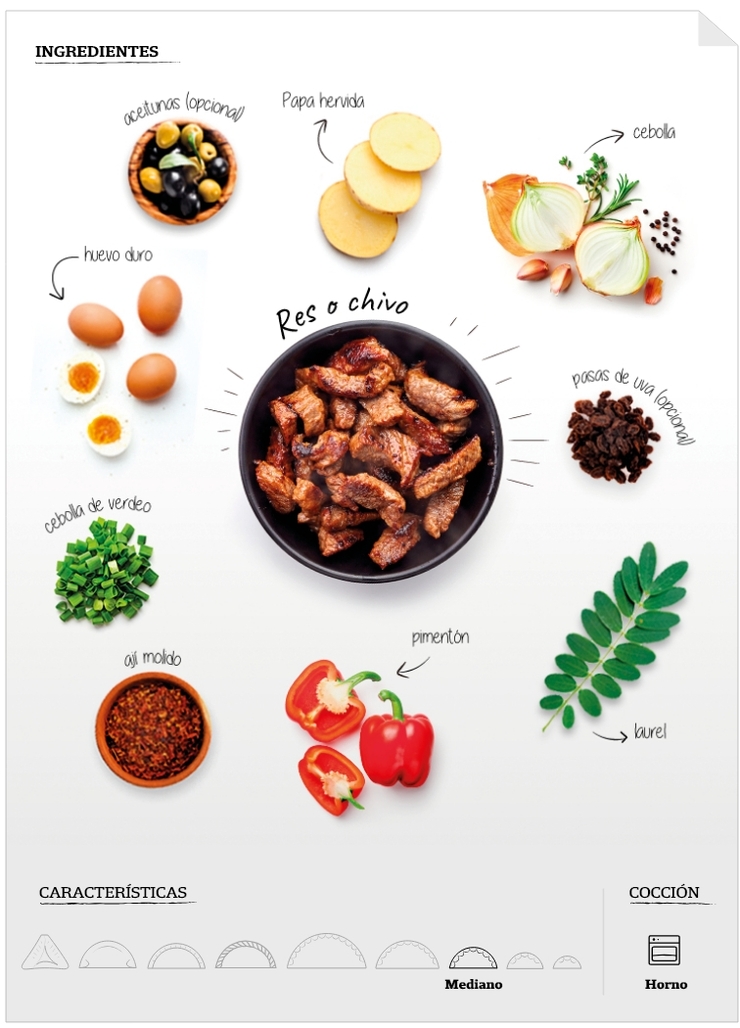 INGREDIENTES
aceitunas (opcional)
Papa hervida
cebolla
huevo duro
Res o chivo
pasas de uva (opcional)
cebolla de verdeo
ají molido
pimentón
laurel
CARACTERÍSTICAS
COCCIÓN
Mediano
Horno